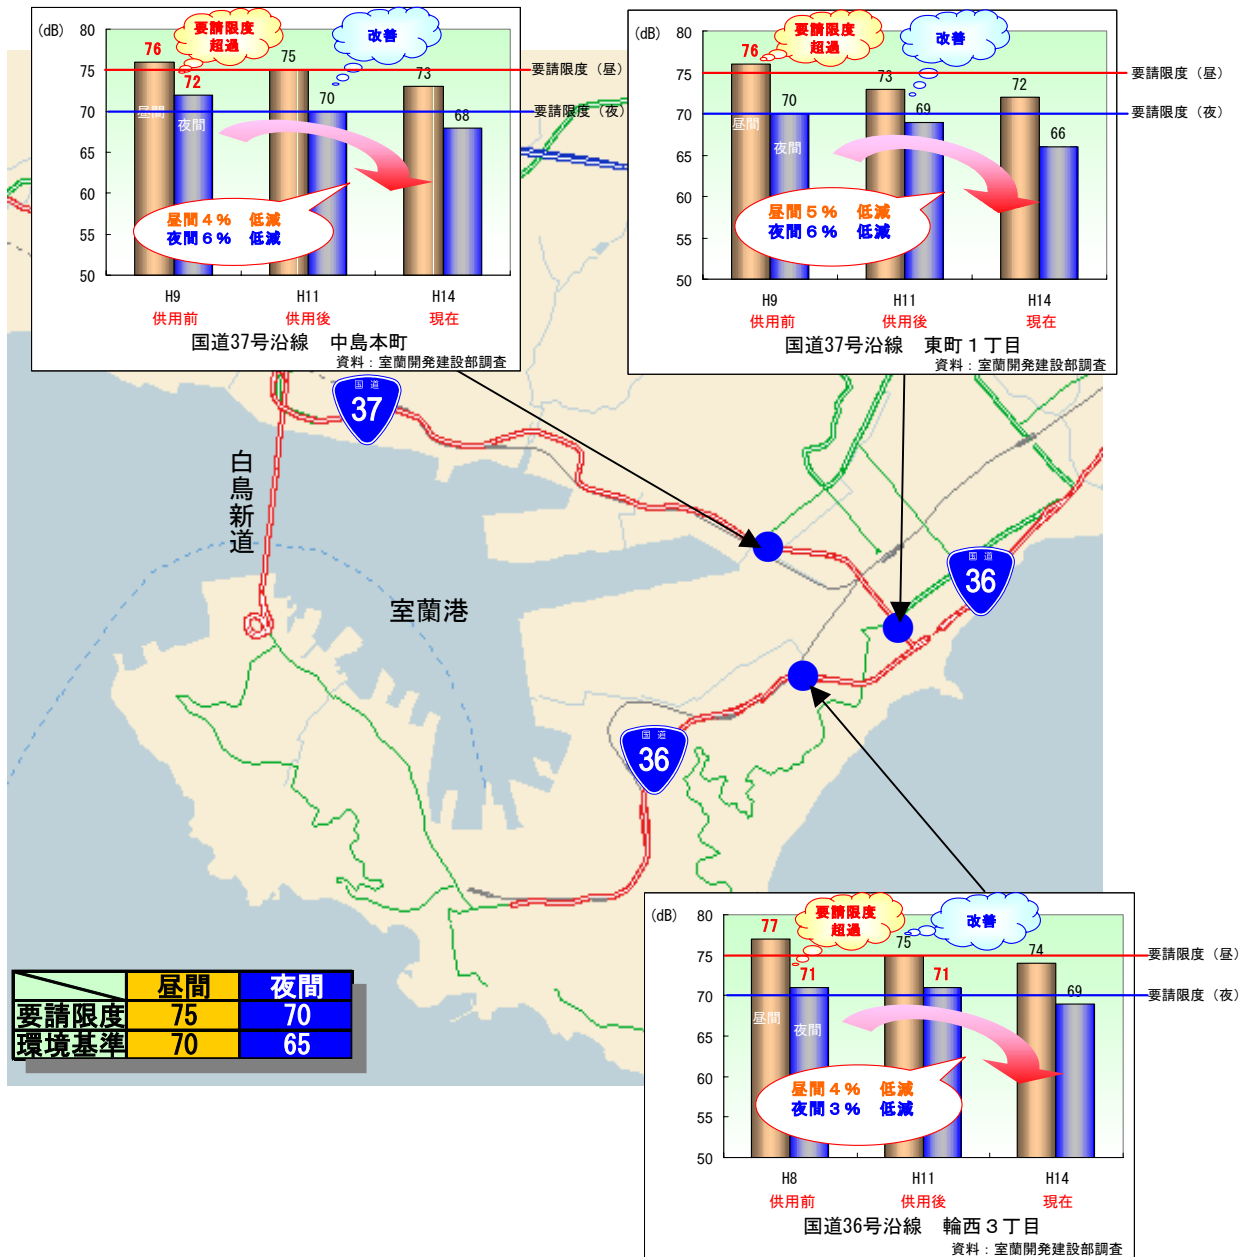 (dB)
80
75
70
65
60
55
50
76
72
75
70
73
68
要請限度
超過
改善
要請限度（昼）
要請限度（夜）
昼間
夜間
昼間４% 低減
夜間６% 低減
H9
H11
H14
供用前
供用後
現在
国道37号沿線 中島本町
資料：室蘭開発建設部調査
(dB)
80
75
70
65
60
55
50
76
70
73
69
72
66
要請限度
超過
改善
要請限度（昼）
要請限度（夜）
昼間
夜間
昼間５% 低減
夜間６% 低減
H9
H11
H14
供用前
供用後
現在
国道37号沿線 東町１丁目
資料：室蘭開発建設部調査
国道
37
白鳥新道
室蘭港
国道
36
国道
36
昼間 夜間
要請限度 75 70
環境基準 70 65
(dB)
80
75
70
65
60
55
50
77
71
75
71
74
69
要請限度
超過
改善
要請限度（昼）
要請限度（夜）
昼間
夜間
昼間４% 低減
夜間３% 低減
H8
H11
H14
供用前
供用後
現在
国道36号沿線 輪西３丁目
資料：室蘭開発建設部調査